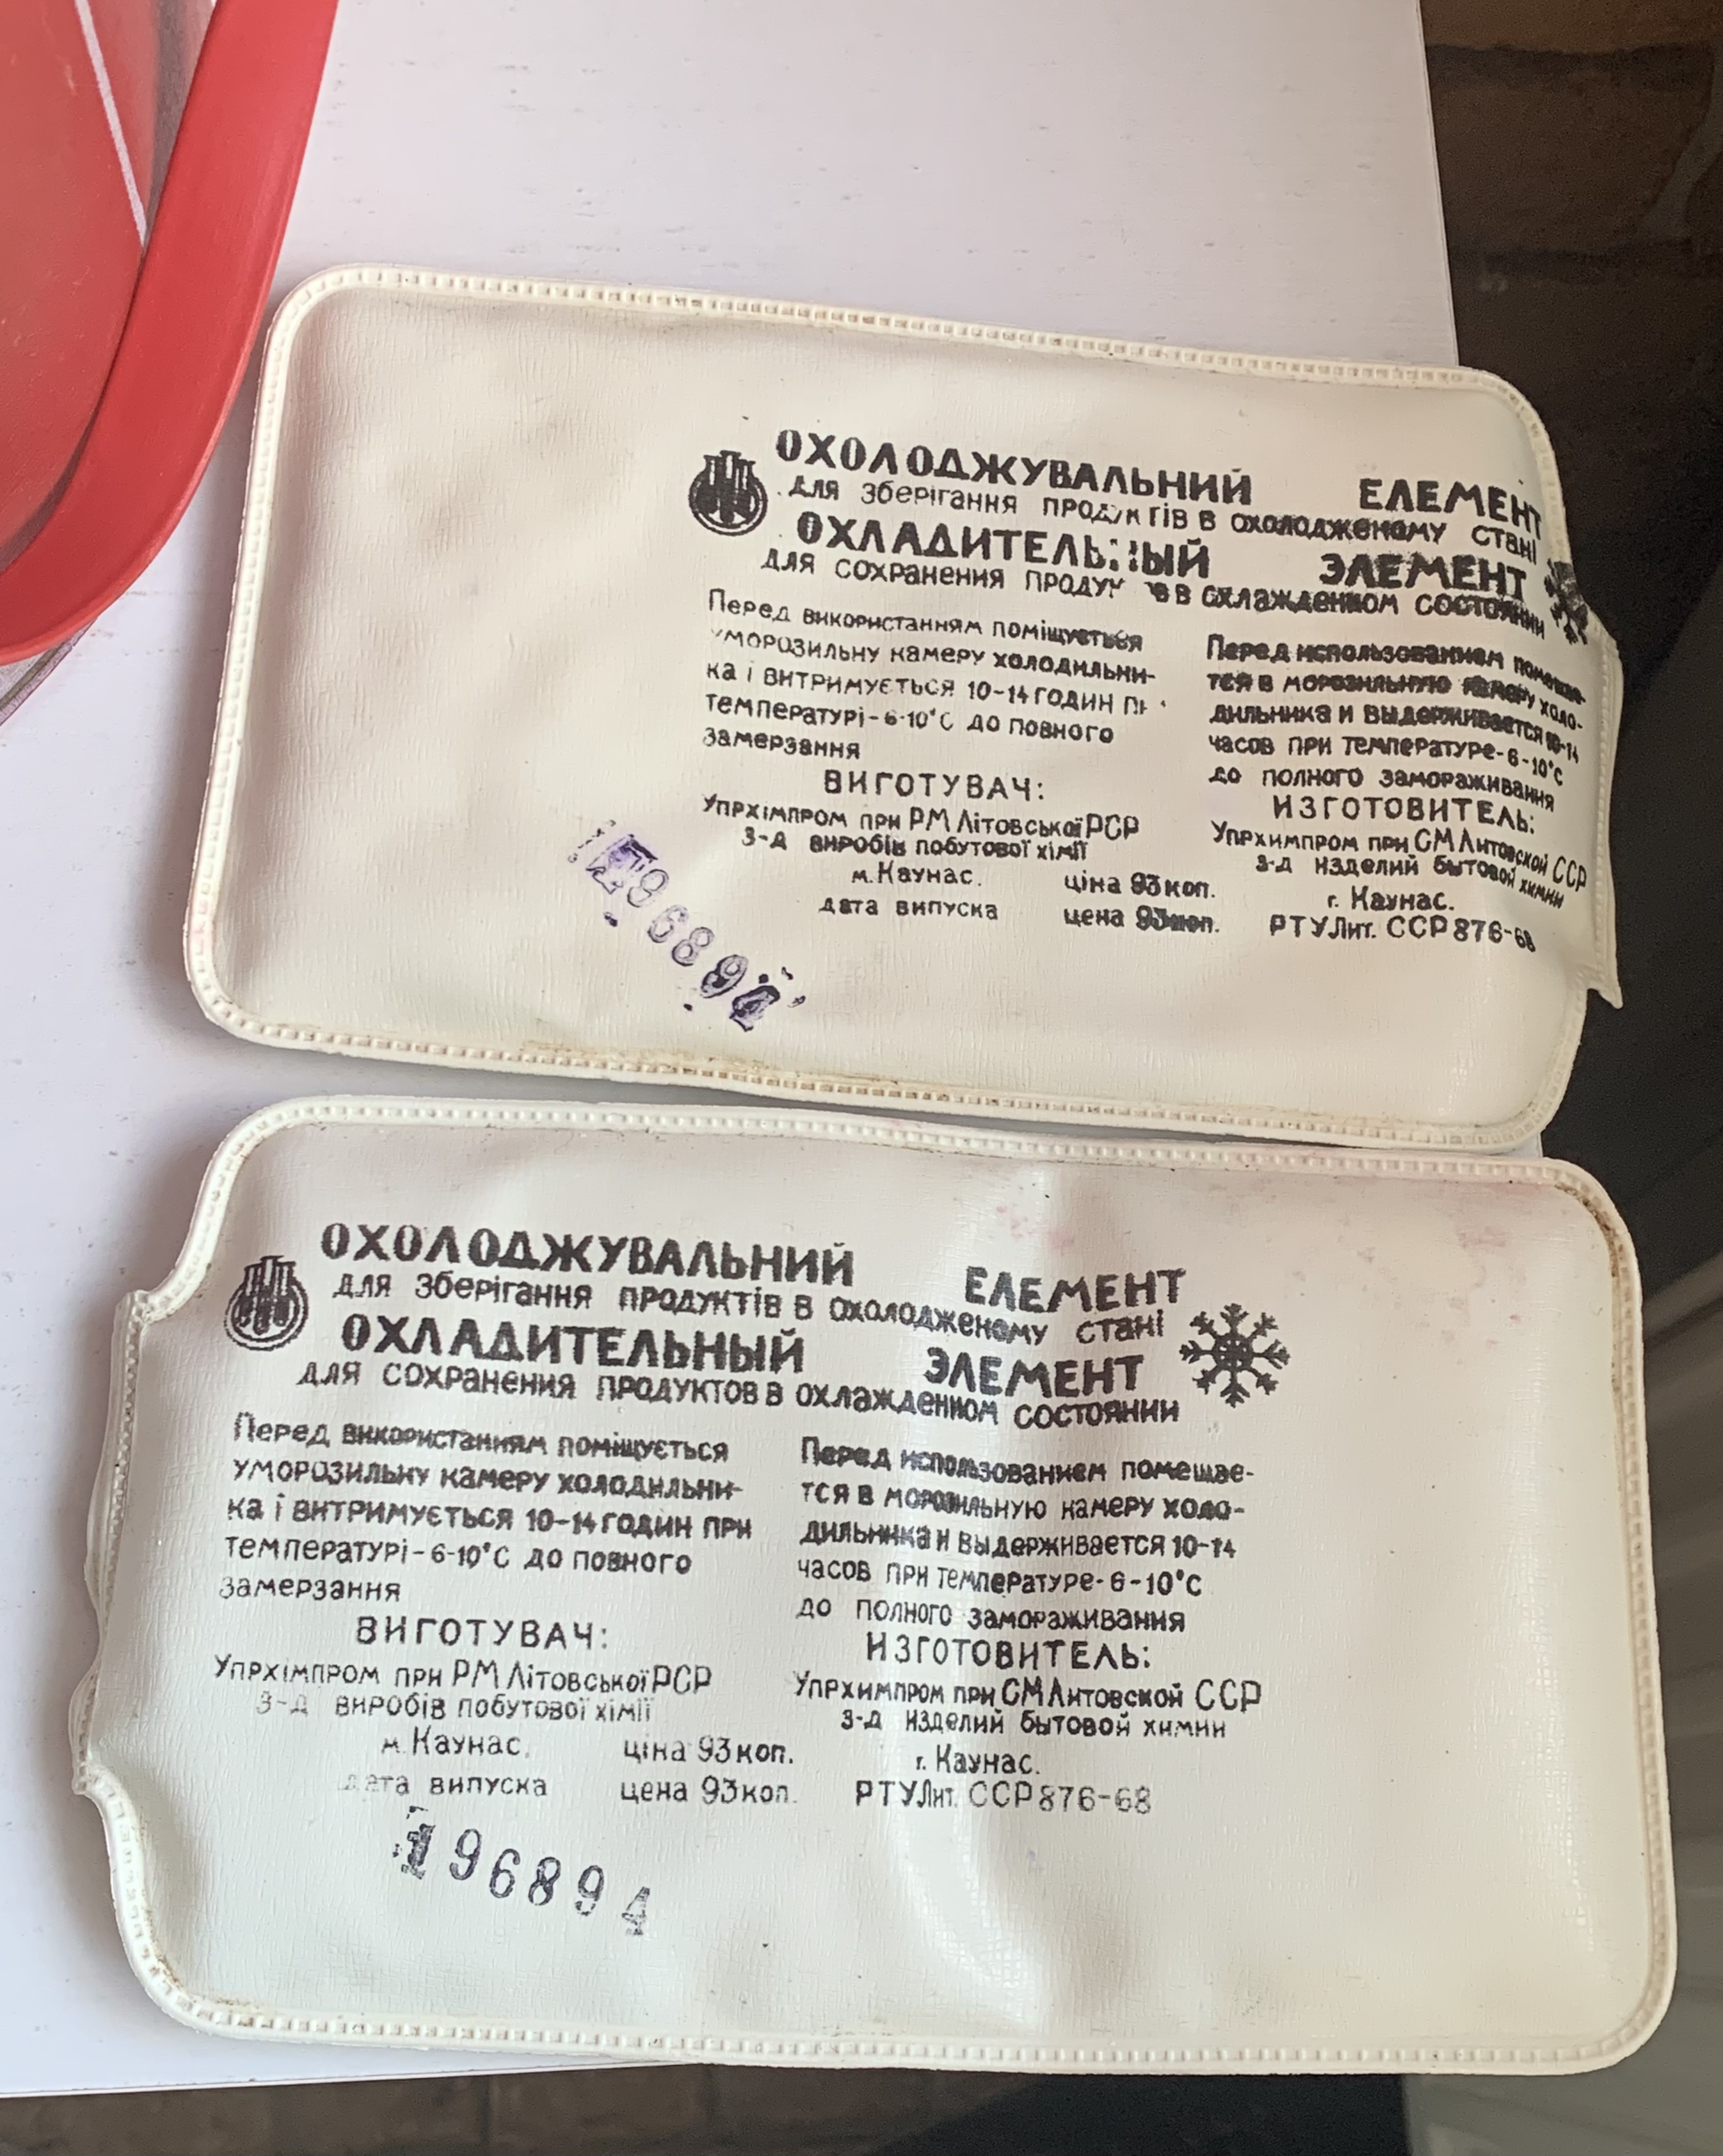 ОХОЛОДЖУВАЛЬНИЙ ЕЛЕМЕНТ
для зберігання продуктів в охолодженому стані
ОХЛАДИТЕЛЬНЫЙ ЭЛЕМЕНТ
для сохранения в охлажденном состоянии
Перед використанням поміщується
уморозильну камеру холодильни-
ка і витримується 10-14 годин
температурі-6-10°С до повного
замерзання
ВИГОТУВАЧ:
Упрхімпром при РМ Літовської РСР
з-д виробів побутової хімії
м. Каунас. ціна 93 коп.
дата випуска цена 93 коп.
Перед использованием помещае-
тся в морозильную камеру холо-
дильника и выдерживается 10-14
часов при температуре-6-10°С
до полного замораживания
ИЗГОТОВИТЕЛЬ:
Упрхимпром при СМ Литовской ССР
з-д изделий бытовой химии
г. Каунас.
РТУ Лит. ССР 876-68
196894
ОХОЛОДЖУВАЛЬНИЙ ЕЛЕМЕНТ
для зберігання продуктів в охолодженому стані
ОХЛАДИТЕЛЬНЫЙ ЭЛЕМЕНТ
для сохранения продуктов в охлажденном состоянии
Перед використанням поміщується
уморозильну камеру холодильни-
ка і витримується 10-14 годин при
температурі-6-10°С до повного
замерзання
ВИГОТУВАЧ:
Упрхімпром при РМ Літовської РСР
з-д виробів побутової хімії
м. Каунас. ціна 93 коп.
дата випуска цена 93 коп.
Перед использованием помещае-
тся в морозильную камеру холо-
дильника и выдерживается 10-14
часов при температуре-6-10°С
до полного замораживания
ИЗГОТОВИТЕЛЬ:
Упрхимпром при СМ Литовской ССР
з-д изделий бытовой химии
г. Каунас.
РТУ Лит. ССР 876-68
196894